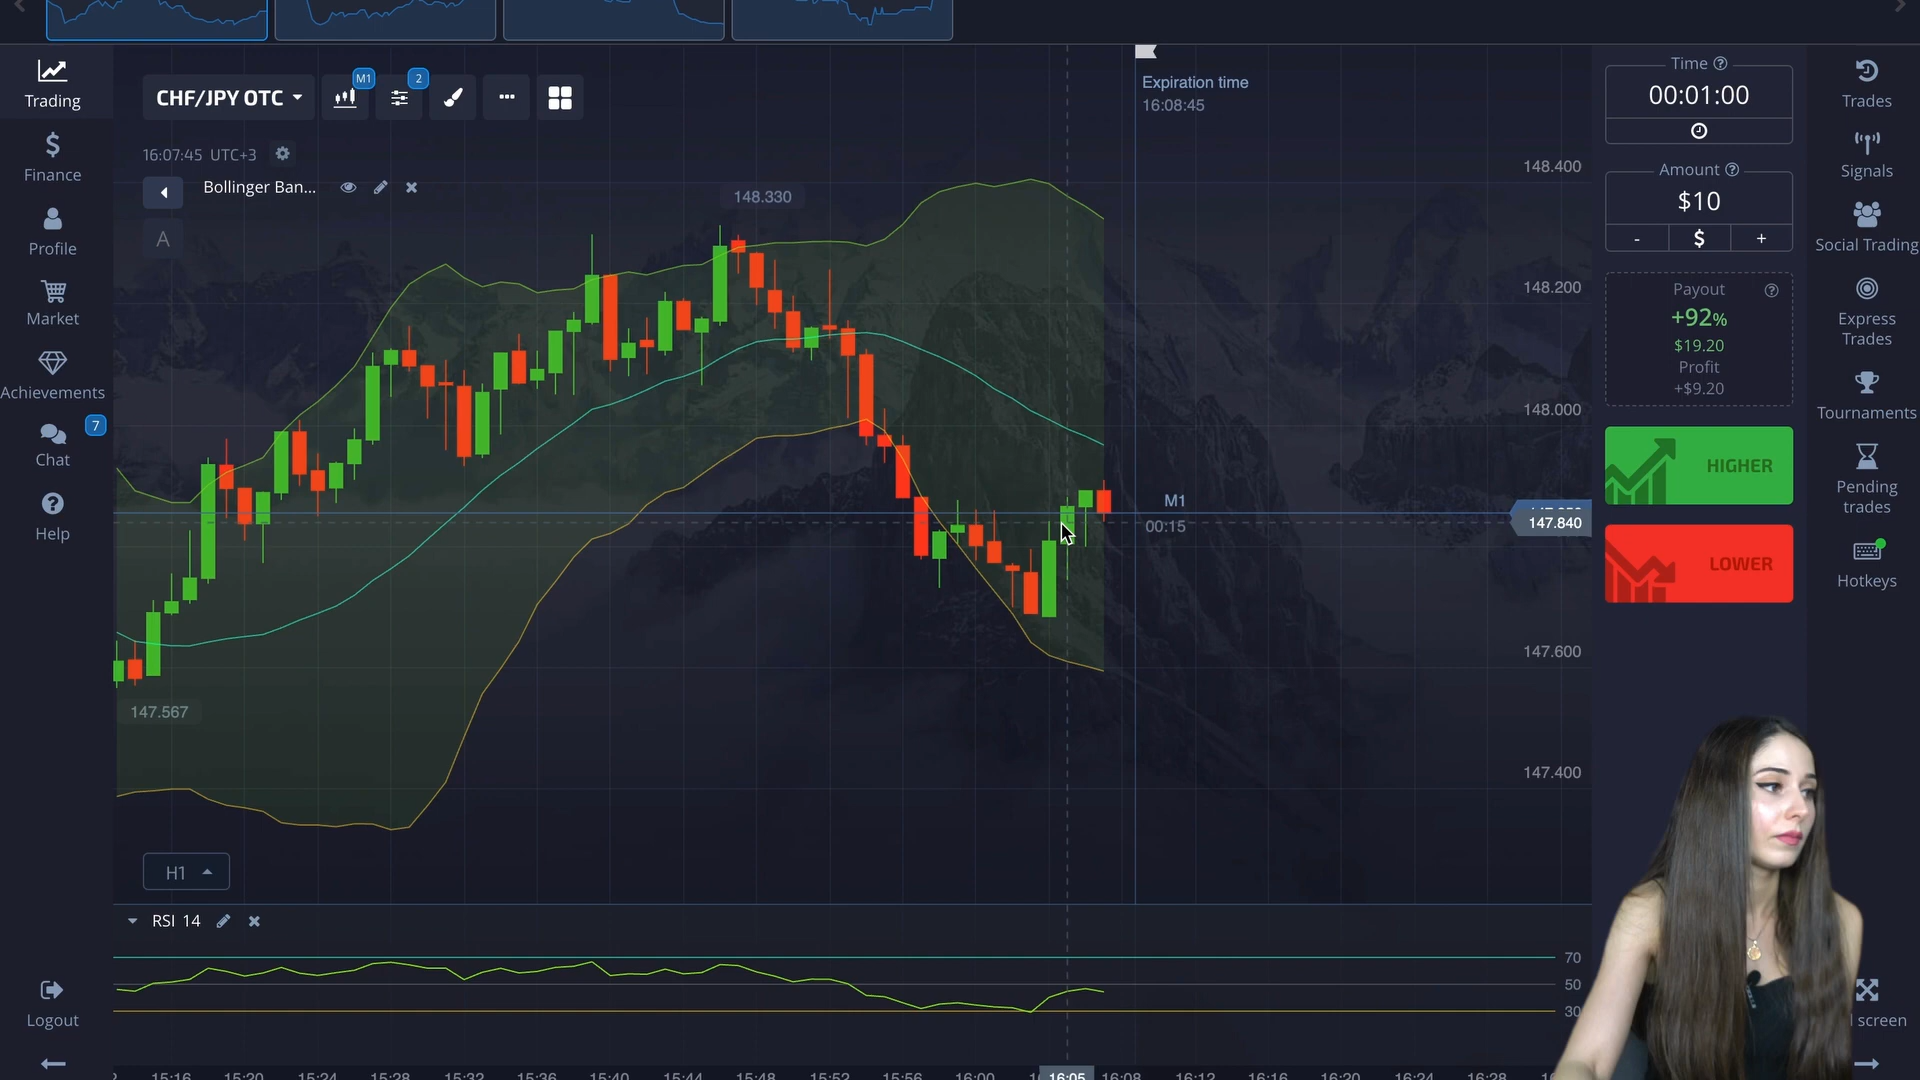 Trading
Finance
Profile
Market
Achievements
7
Chat
Help
Logout
CHF/JPY OTC
M1
2
16:07:45 UTC+3
Bollinger Ban...
A
148.330
147.567
Expiration time
16:08:45
148.400
148.200
148.000
147.840
147.600
147.400
M1
00:15
H1
RSI 14
70
50
30
15:16
15:20
15:24
15:28
15:32
15:36
15:40
15:44
15:48
15:52
15:56
16:00
16:05
16:08
16:12
16:16
16:20
16:24
16:28
Time
00:01:00
Amount
$10
- $ +
Payout
+92%
$19.20
Profit
+$9.20
HIGHER
LOWER
Trades
Signals
Social Trading
Express
Trades
Tournaments
Pending
trades
Hotkeys
screen